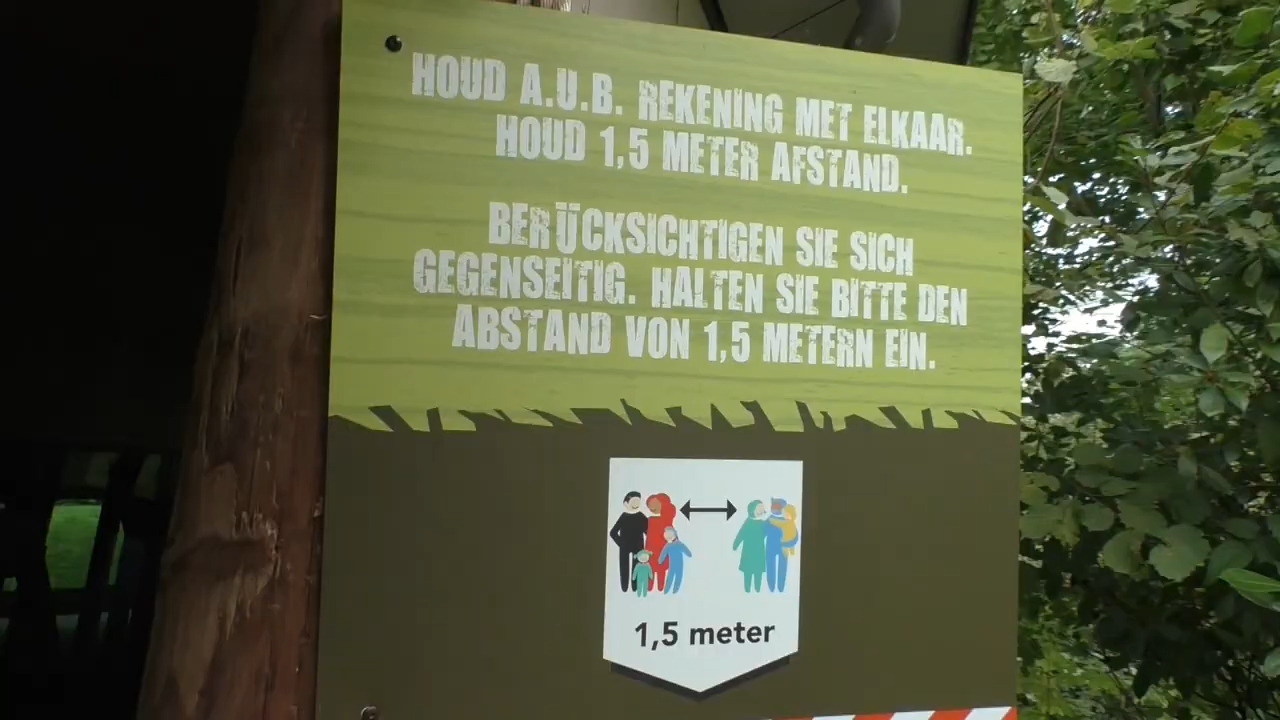 HOUD A.U.B. REKENING MET ELKAAR.
HOUD 1,5 METER AFSTAND.
BERÜCKSICHTIGEN SIE SICH
GEGENSEITIG. HALTEN SIE BITTE DEN
ABSTAND VON 1,5 METERN EIN.
1,5 meter